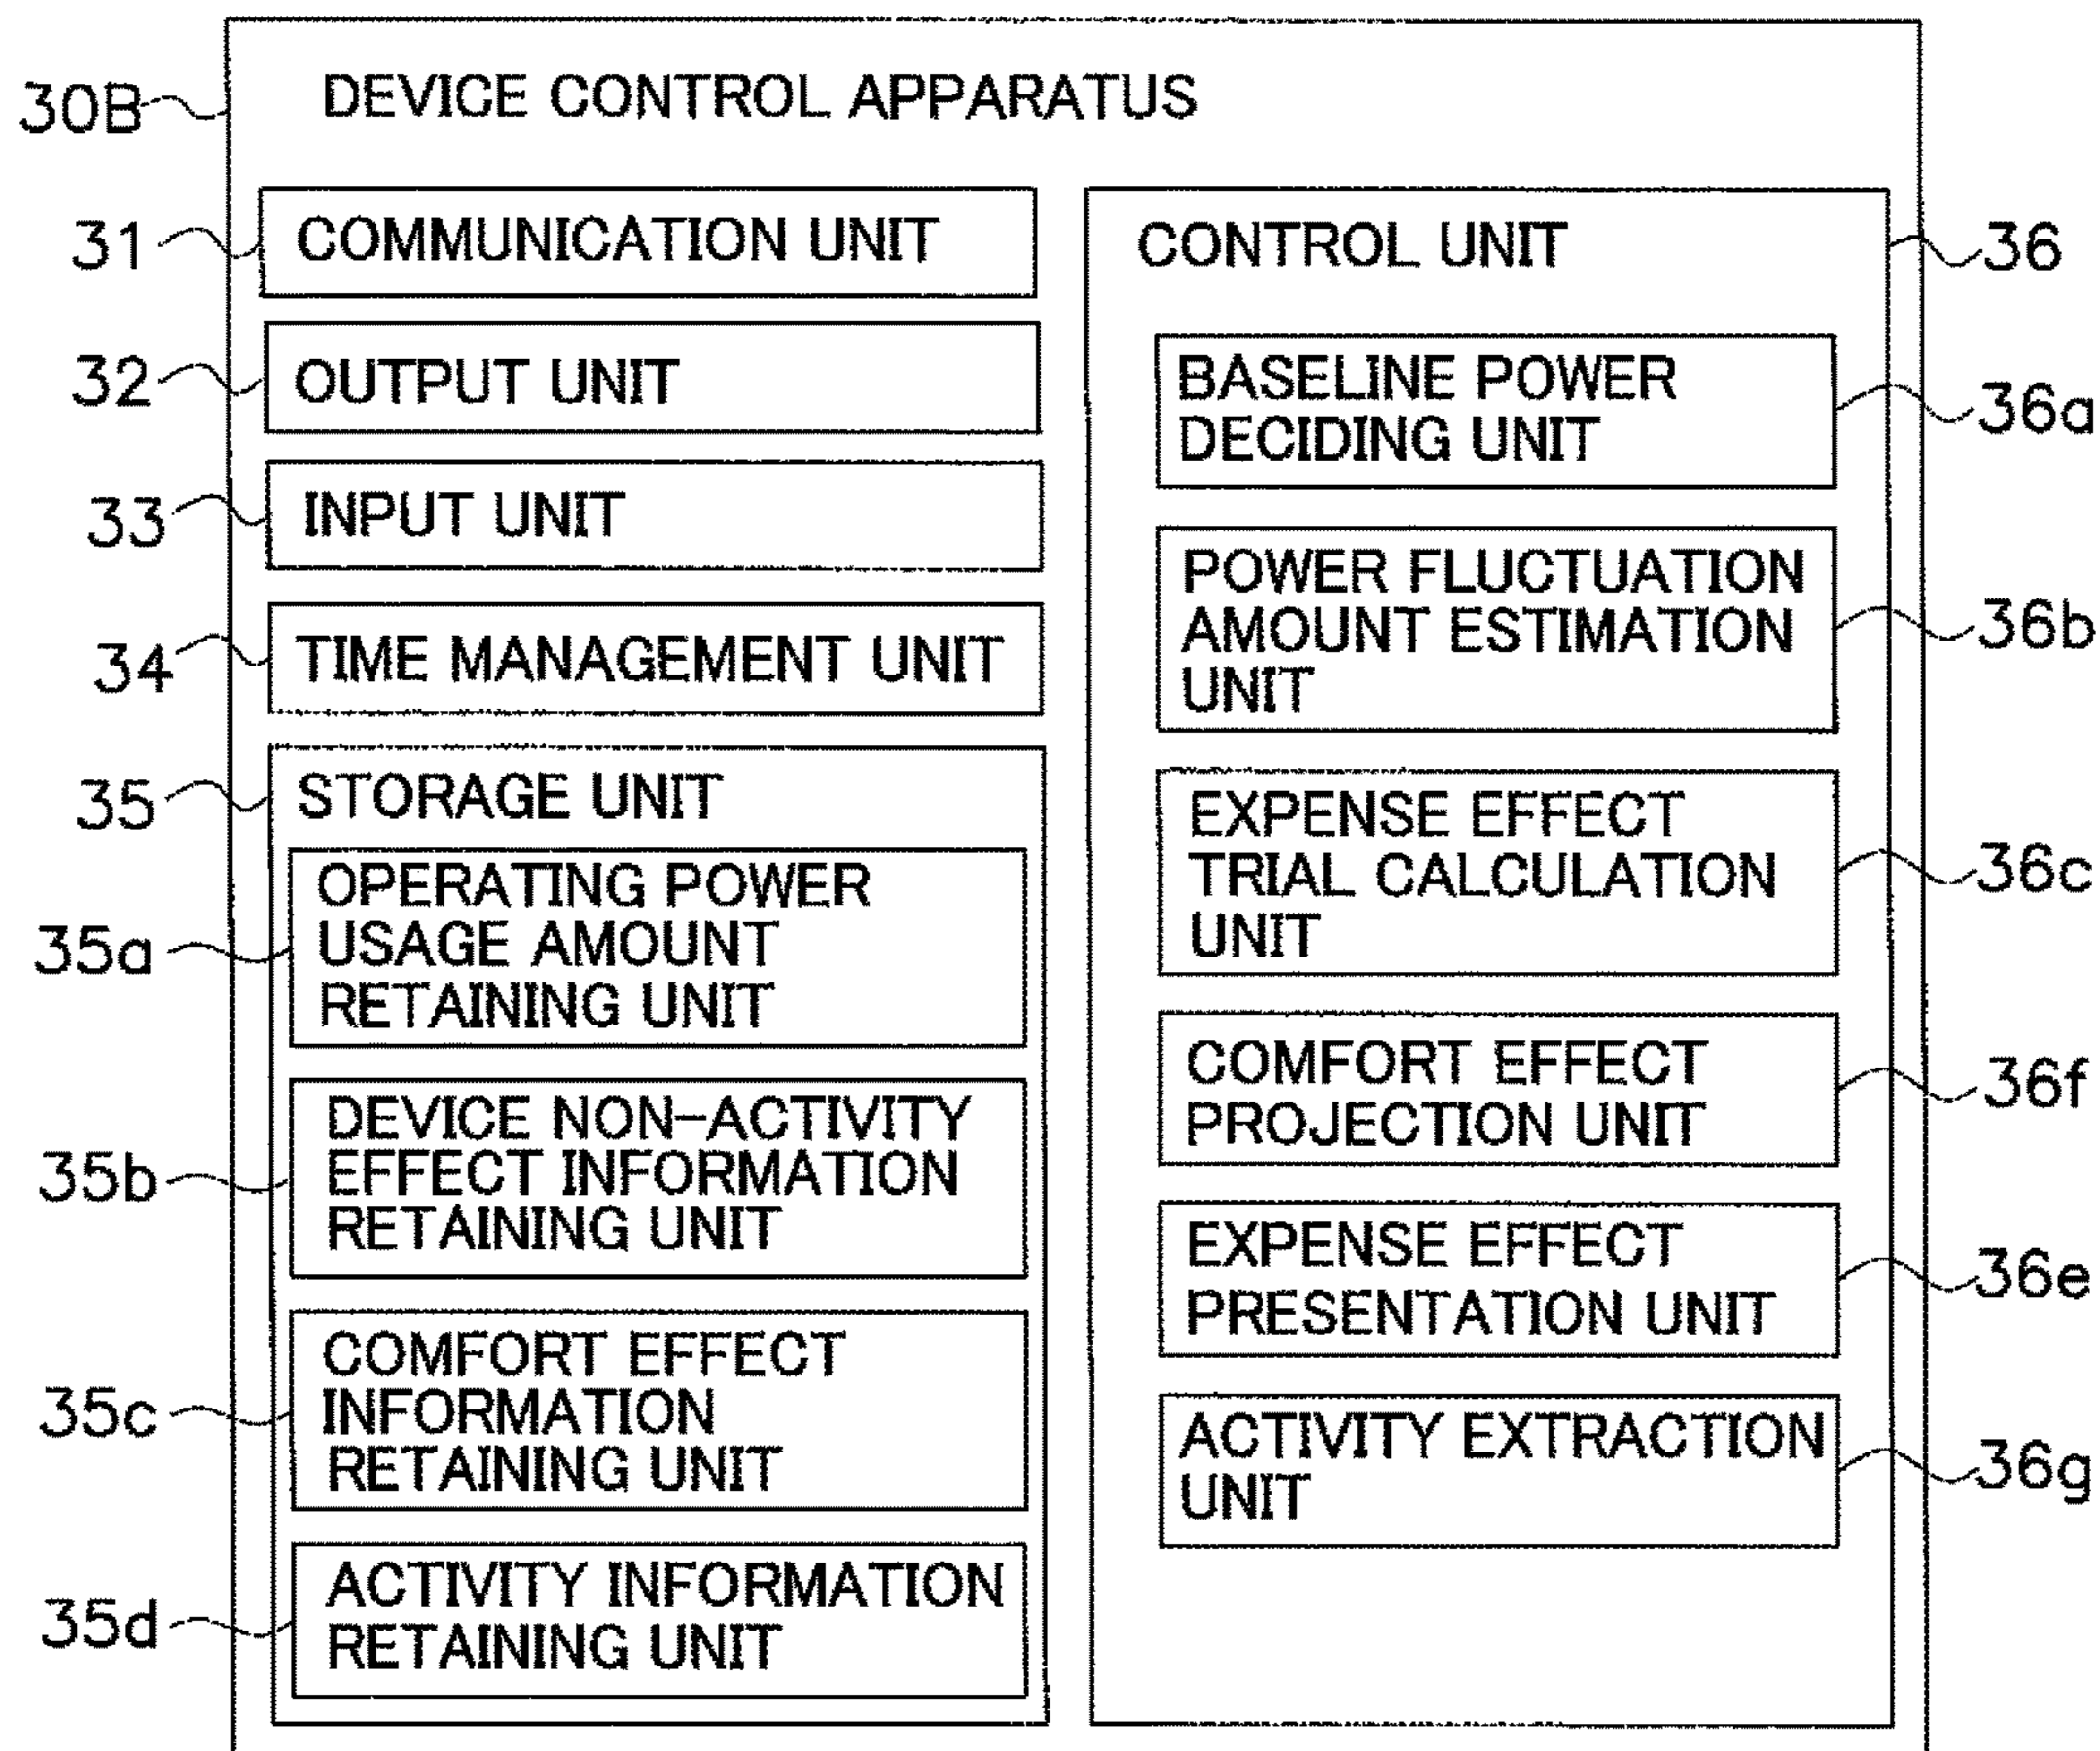 30B
DEVICE CONTROL APPARATUS
31
COMMUNICATION UNIT
32
OUTPUT UNIT
33
INPUT UNIT
34
TIME MANAGEMENT UNIT
35
STORAGE UNIT
35a
OPERATING POWER
USAGE AMOUNT
RETAINING UNIT
35b
DEVICE NON-ACTIVITY
EFFECT INFORMATION
RETAINING UNIT
35c
COMFORT EFFECT
INFORMATION
RETAINING UNIT
35d
ACTIVITY INFORMATION
RETAINING UNIT
CONTROL UNIT
36
BASELINE POWER
DECIDING UNIT
36a
POWER FLUCTUATION
AMOUNT ESTIMATION
UNIT
36b
EXPENSE EFFECT
TRIAL CALCULATION
UNIT
36c
COMFORT EFFECT
PROJECTION UNIT
36f
EXPENSE EFFECT
PRESENTATION UNIT
36e
ACTIVITY EXTRACTION
UNIT
36g